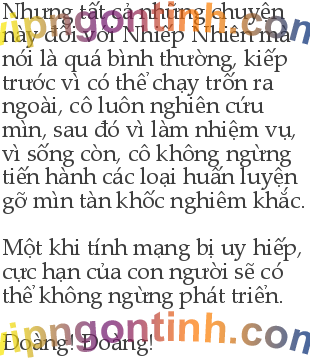 Nhưng tất cả những chuyện
này đối với Nhiếp Nhiên mà
nói là quá bình thường, kiếp
trước vì có thể chạy trốn ra
ngoài, cô luôn nghiên cứu
mìn, sau đó vì làm nhiệm vụ,
vì sống còn, cô không ngừng
tiến hành các loại huấn luyện
gỡ mìn tàn khốc nghiêm khắc.
Một khi tính mạng bị uy hiếp,
cực hạn của con người sẽ có
thể không ngừng phát triển.
Đoàng! Đoàng!
vipngontinh.com
vipngontinh.com